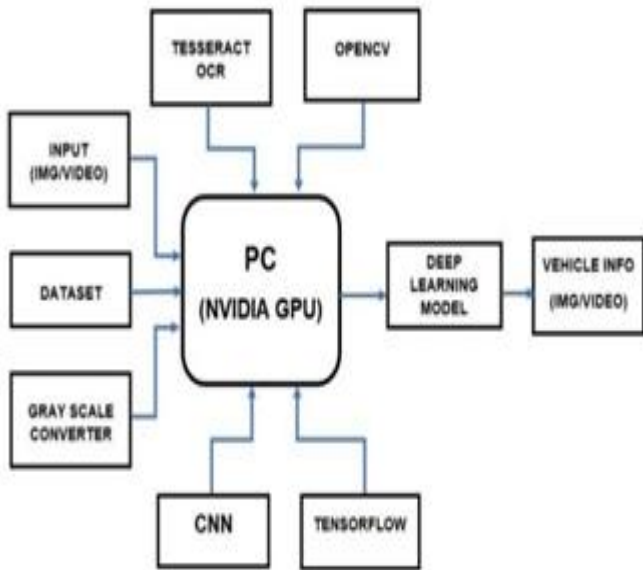 TESSERACT
OCR
OPENCV
INPUT
(IMG/VIDEO)
PC
(NVIDIA GPU)
DATASET
DEEP
LEARNING
MODEL
VEHICLE INFO
(IMG/VIDEO)
GRAY SCALE
CONVERTER
CNN
TENSORFLOW